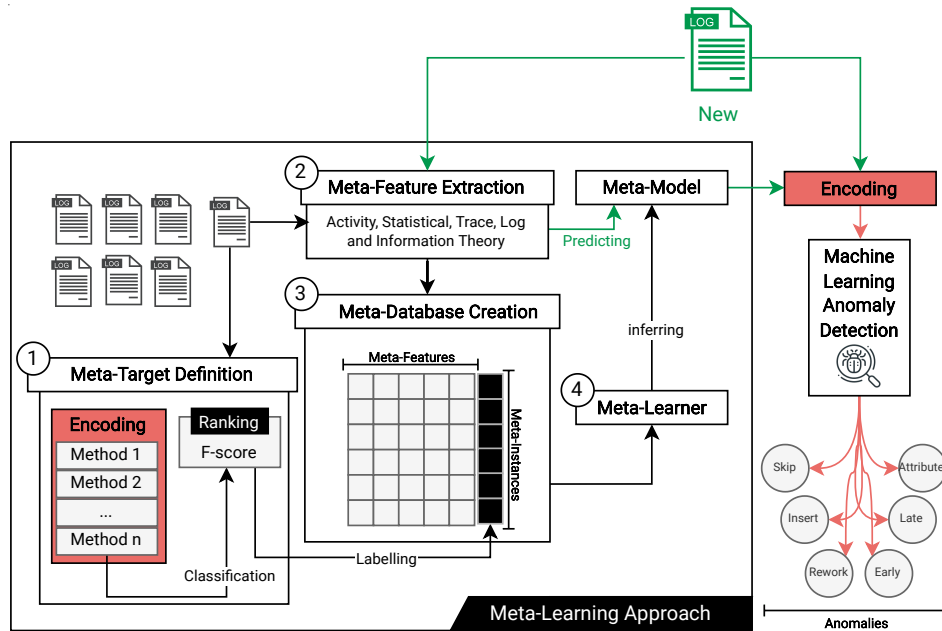 LOG
New
2
Meta-Feature Extraction
Activity, Statistical, Trace, Log
and Information Theory
Meta-Model
Predicting
Encoding
LOG
LOG
LOG
LOG
LOG
LOG
LOG
Machine
Learning
Anomaly
Detection
3
Meta-Database Creation
Meta-Features
Meta-Instances
inferring
4
Meta-Learner
1
Meta-Target Definition
Encoding
Method 1
Method 2
...
Method n
Ranking
F-score
Classification
Labelling
Skip
Attribute
Insert
Late
Rework
Early
Anomalies
Meta-Learning Approach